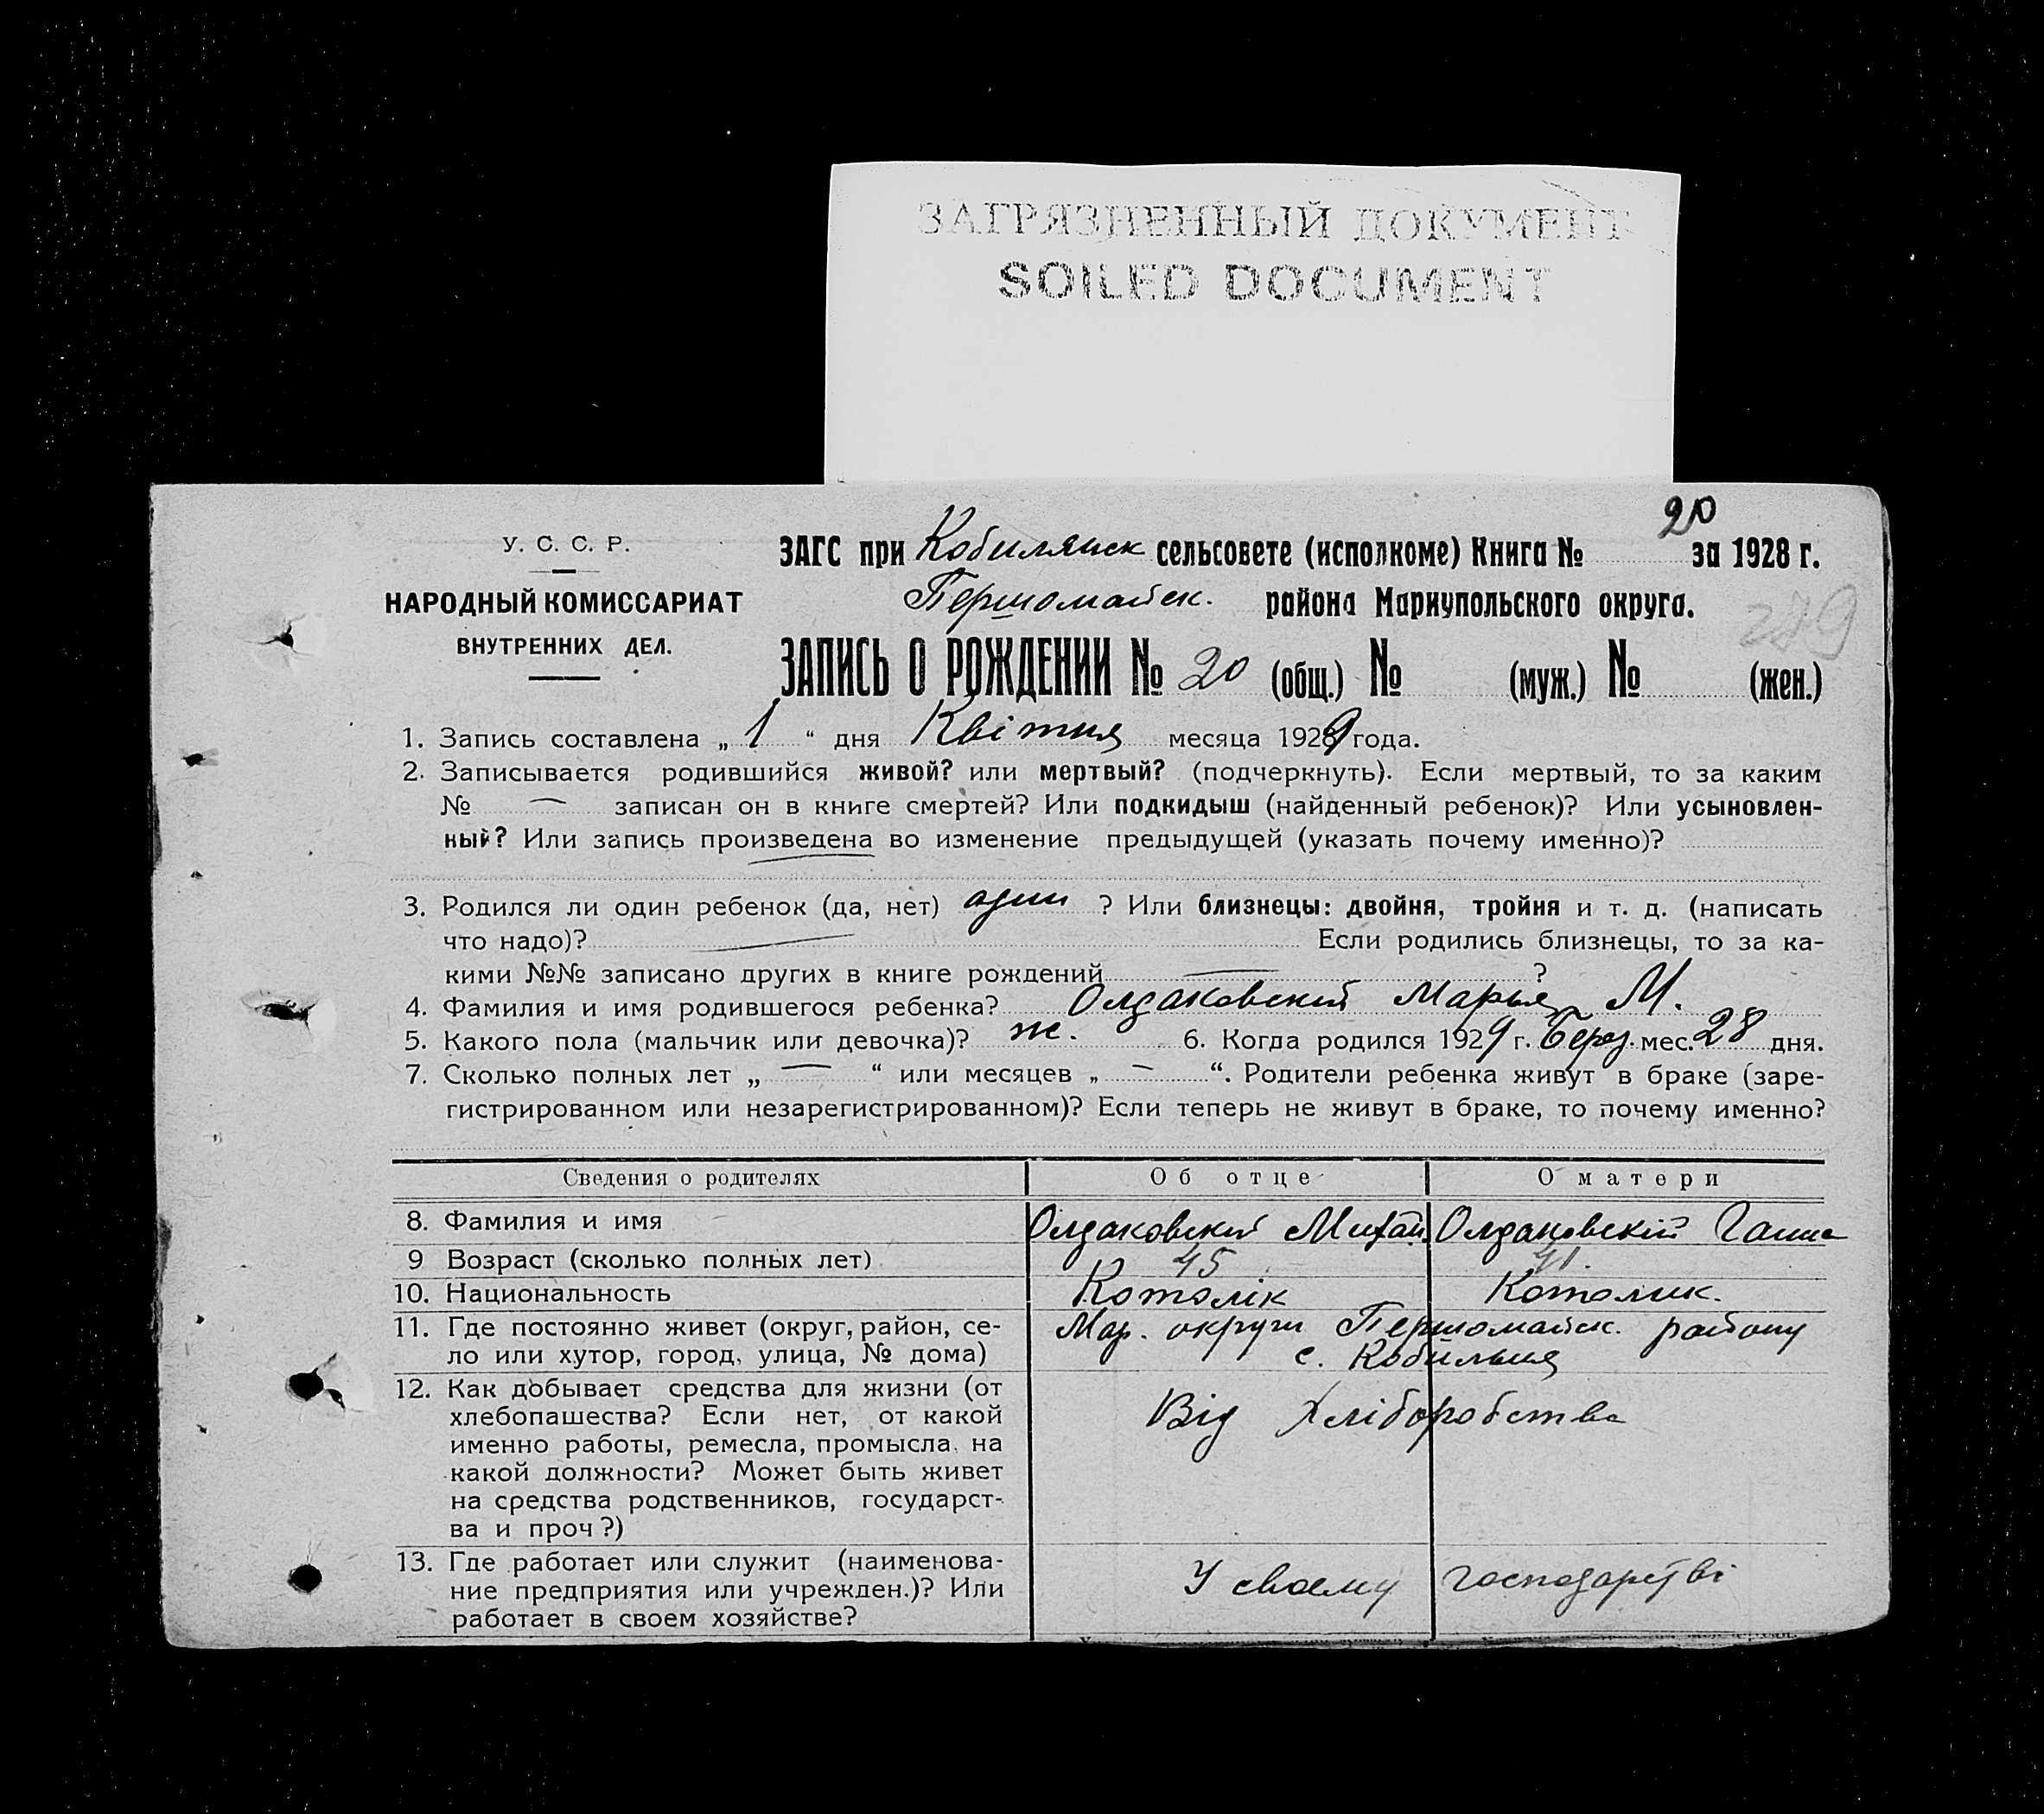 ЗАГРЯЗНЕННЫЙ ДОКУМЕНТ
SOILED DOCUMENT
У. С. С. Р.
НАРОДНЫЙ КОМИССАРИАТ
ВНУТРЕННИХ ДЕЛ.
20
ЗАГС при Кобилянск сельсовете (исполкоме) Книга № за 1928 г.
Першомайск. района Мариупольского округа.
ЗАПИСЬ О РОЖДЕНИИ № 20 (общ.) № (муж.) № (жен.)
1. Запись составлена „ 1 “ дня Квітня месяца 1929 года.
2. Записывается родившийся живой? или мертвый? (подчеркнуть). Если мертвый, то за каким
№ — записан он в книге смертей? Или подкидыш (найденный ребенок)? Или усыновлен-
ный? Или запись произведена во изменение предыдущей (указать почему именно)?
3. Родился ли один ребенок (да, нет) один ? Или близнецы: двойня, тройня и т. д. (написать
что надо)? — Если родились близнецы, то за ка-
кими №№ записано других в книге рождений — ?
4. Фамилия и имя родившегося ребенка? Олдаковский Марья М.
5. Какого пола (мальчик или девочка)? ж. 6. Когда родился 1929 г. Берез. мес. 28 дня.
7. Сколько полных лет „ — “ или месяцев „ — “. Родители ребенка живут в браке (заре-
гистрированном или незарегистрированном)? Если теперь не живут в браке, то почему именно?
Сведения о родителях Об отце О матери
8. Фамилия и имя Олдаковский Михай. Олдаковскій Ганна
9 Возраст (сколько полных лет) 45 41.
10. Национальность Католік Католик.
11. Где постоянно живет (округ, район, се- Мар. округи Першомайск. району
ло или хутор, город, улица, № дома) с. Кобильня
12. Как добывает средства для жизни (от
хлебопашества? Если нет, от какой Від Хліборобства
именно работы, ремесла, промысла, на
какой должности? Может быть живет
на средства родственников, государст-
ва и проч?)
13. Где работает или служит (наименова- У своему господарстві
ние предприятия или учрежден.)? Или
работает в своем хозяйстве?